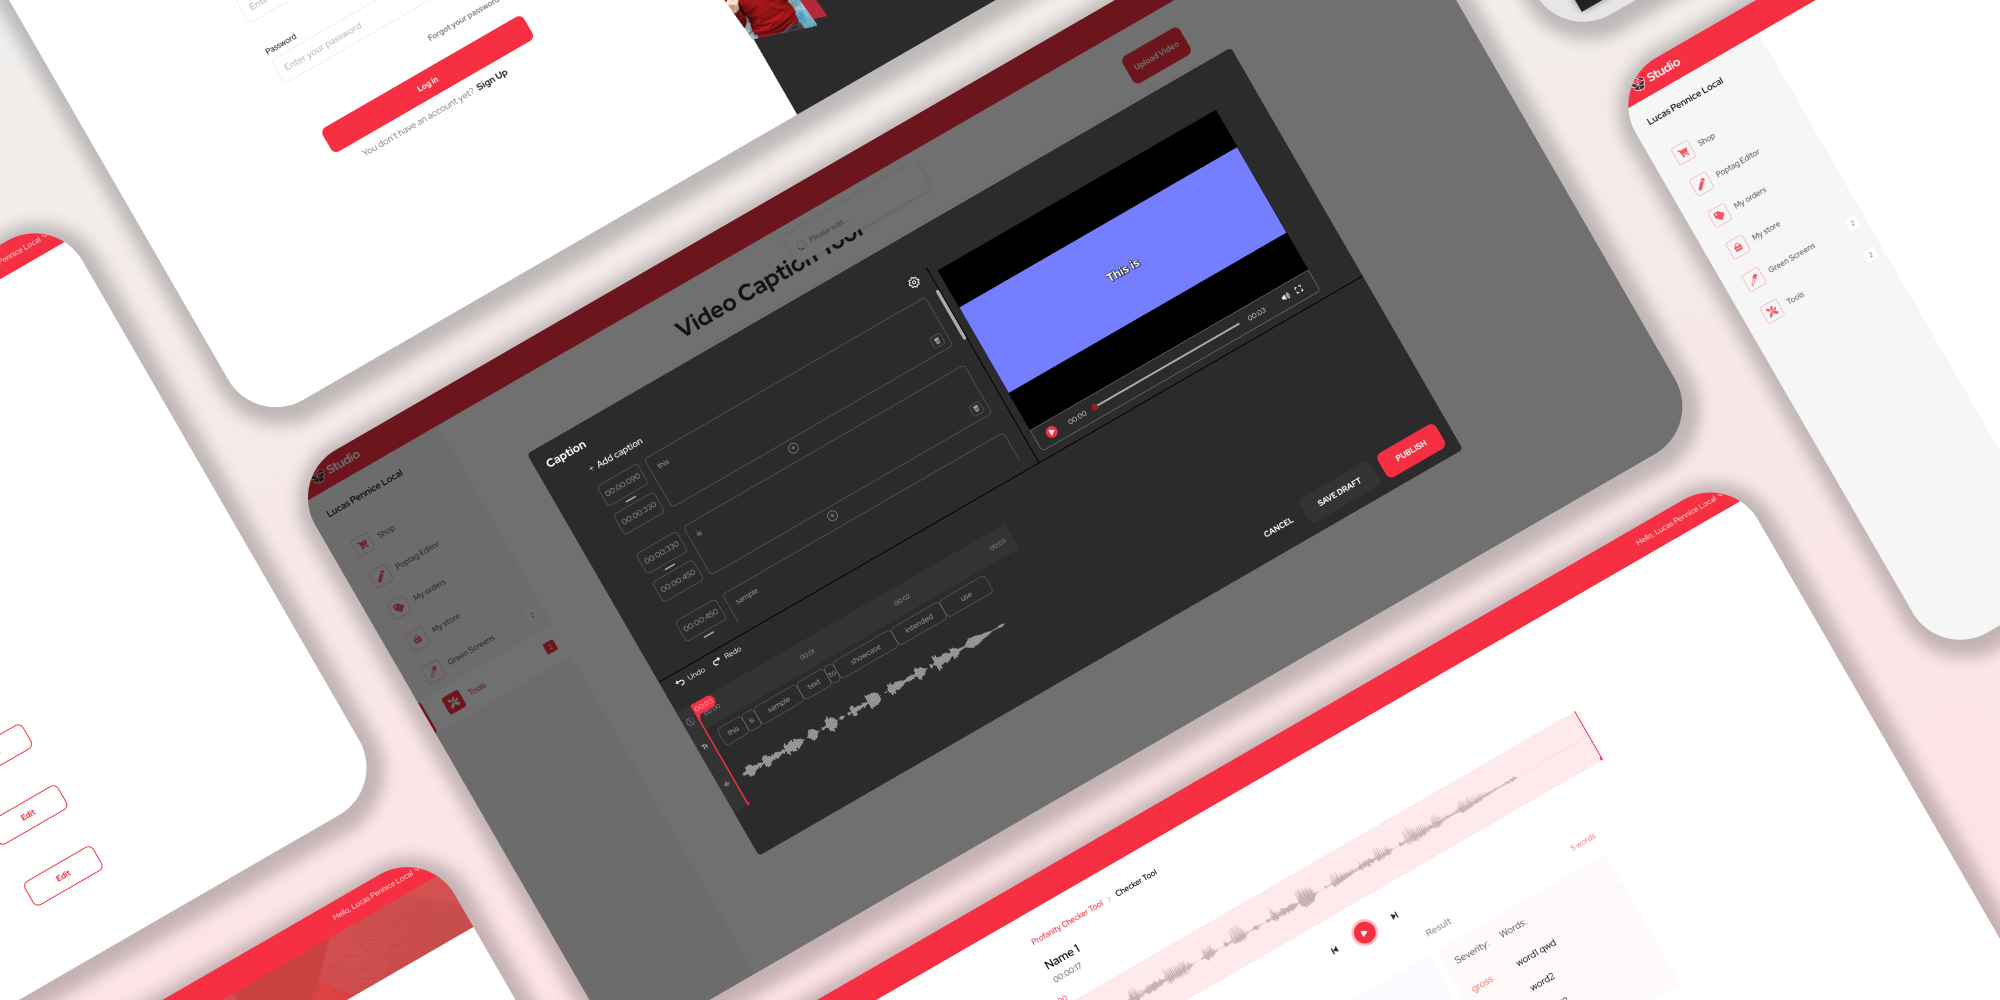 Password
Enter your password
Forgot your password
Log in
You don't have an account yet? Sign Up
Hello, Lucas Pennice Local
Edit
Edit
Studio
Lucas Pennice Local
Shop
Poptag Editor
My orders
My store
Green Screens
2
Tools
2
Upload Video
Please wait...
Video Caption Tool
Caption
+ Add caption
00:00:090
00:00:330
this
00:00:330
00:00:450
is
00:00:450
sample
This is
00:00
00:03
CANCEL
SAVE DRAFT
PUBLISH
Undo
Redo
00:03
00:00
00:01
00:02
00:03
Tr
this
is
sample
text
to
showcase
intended
use
Studio
Lucas Pennice Local
Shop
Poptag Editor
My orders
My store
2
Green Screens
2
Tools
Hello, Lucas Pennice Local
Profanity Checker Tool > Checker Tool
Name 1
00:00:17
5 words
Result
Severity:
Words:
gross
word1 qwd
word2